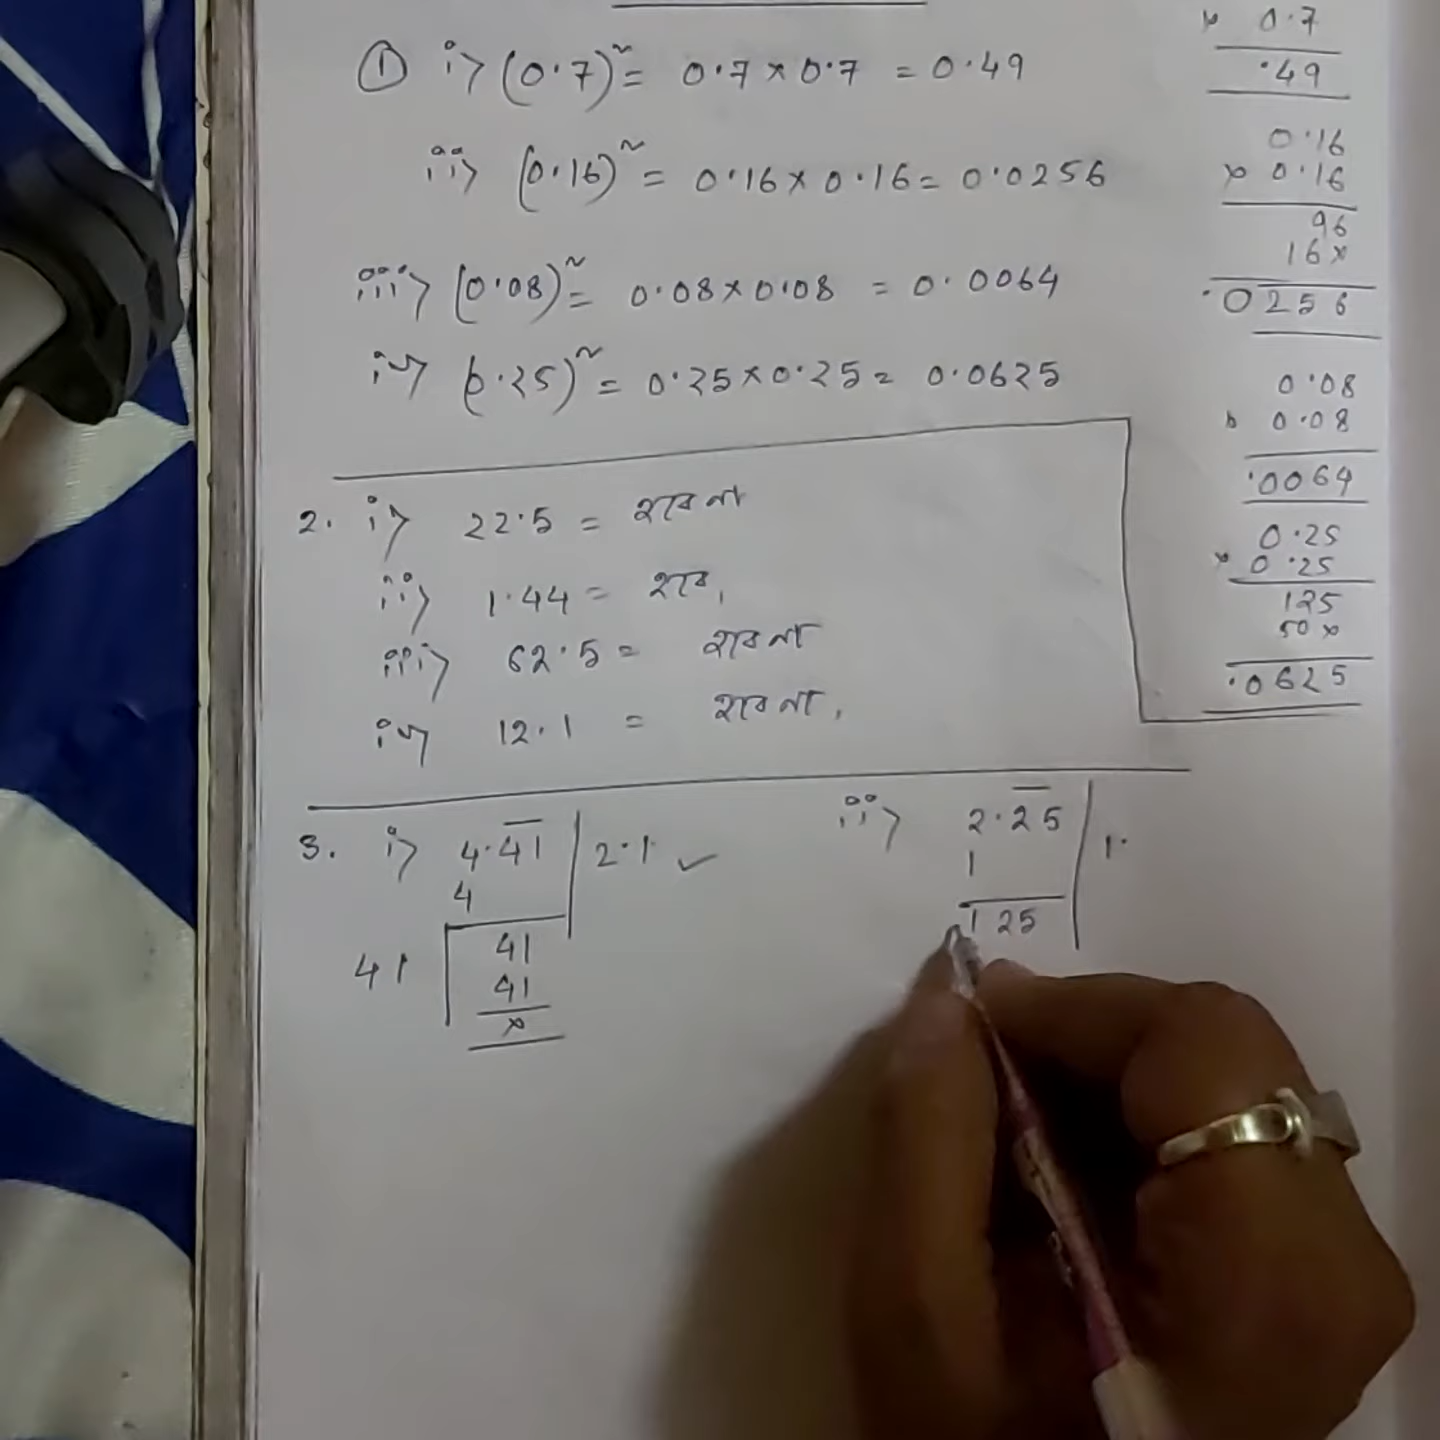 ① i> (0.7)~ = 0.7 × 0.7 = 0.49
ii> (0.16)~ = 0.16 × 0.16 = 0.0256
iii> (0.08)~ = 0.08 × 0.08 = 0.0064
iv> (0.25)~ = 0.25 × 0.25 = 0.0625
× 0.7
.49
0.16
× 0.16
96
16×
.0256
0.08
× 0.08
.0064
0.25
× 0.25
125
50×
.0625
2. i> 22.5 = হবে না
ii> 1.44 = হবে,
iii> 62.5 = হবে না
iv> 12.1 = হবে না,
3. i> 4.41 | 2.1 ✓
4
41 | 41
41
×
ii> 2.25 | 1.
1
125